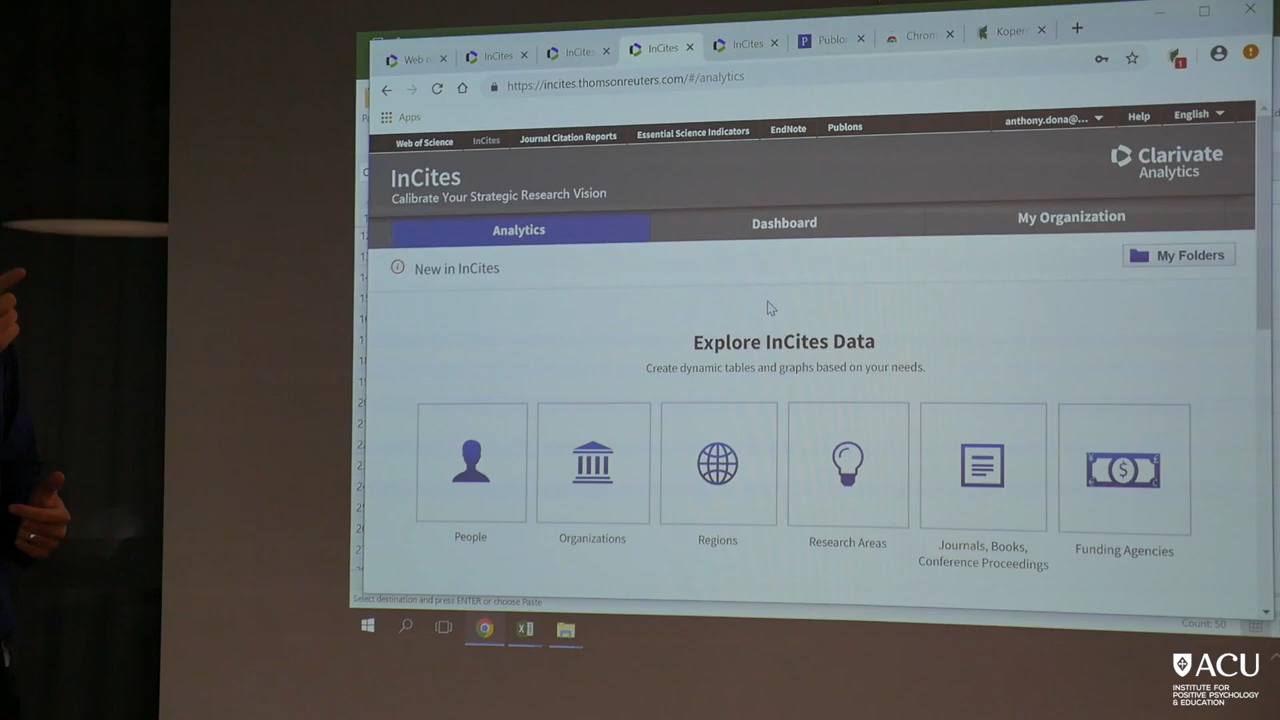 Web o
InCites
InCites
InCites
InCites
Publo
Chrom
Koper
https://incites.thomsonreuters.com/#/analytics
1
Apps
Web of Science InCites Journal Citation Reports Essential Science Indicators EndNote Publons
anthony.dona@... Help English
InCites
Calibrate Your Strategic Research Vision
Clarivate
Analytics
Analytics Dashboard My Organization
New in InCites
My Folders
Explore InCites Data
Create dynamic tables and graphs based on your needs.
People
Organizations
Regions
Research Areas
Journals, Books,
Conference Proceedings
Funding Agencies
Select destination and press ENTER or choose Paste
Count: 50
ACU
INSTITUTE FOR
POSITIVE PSYCHOLOGY
& EDUCATION